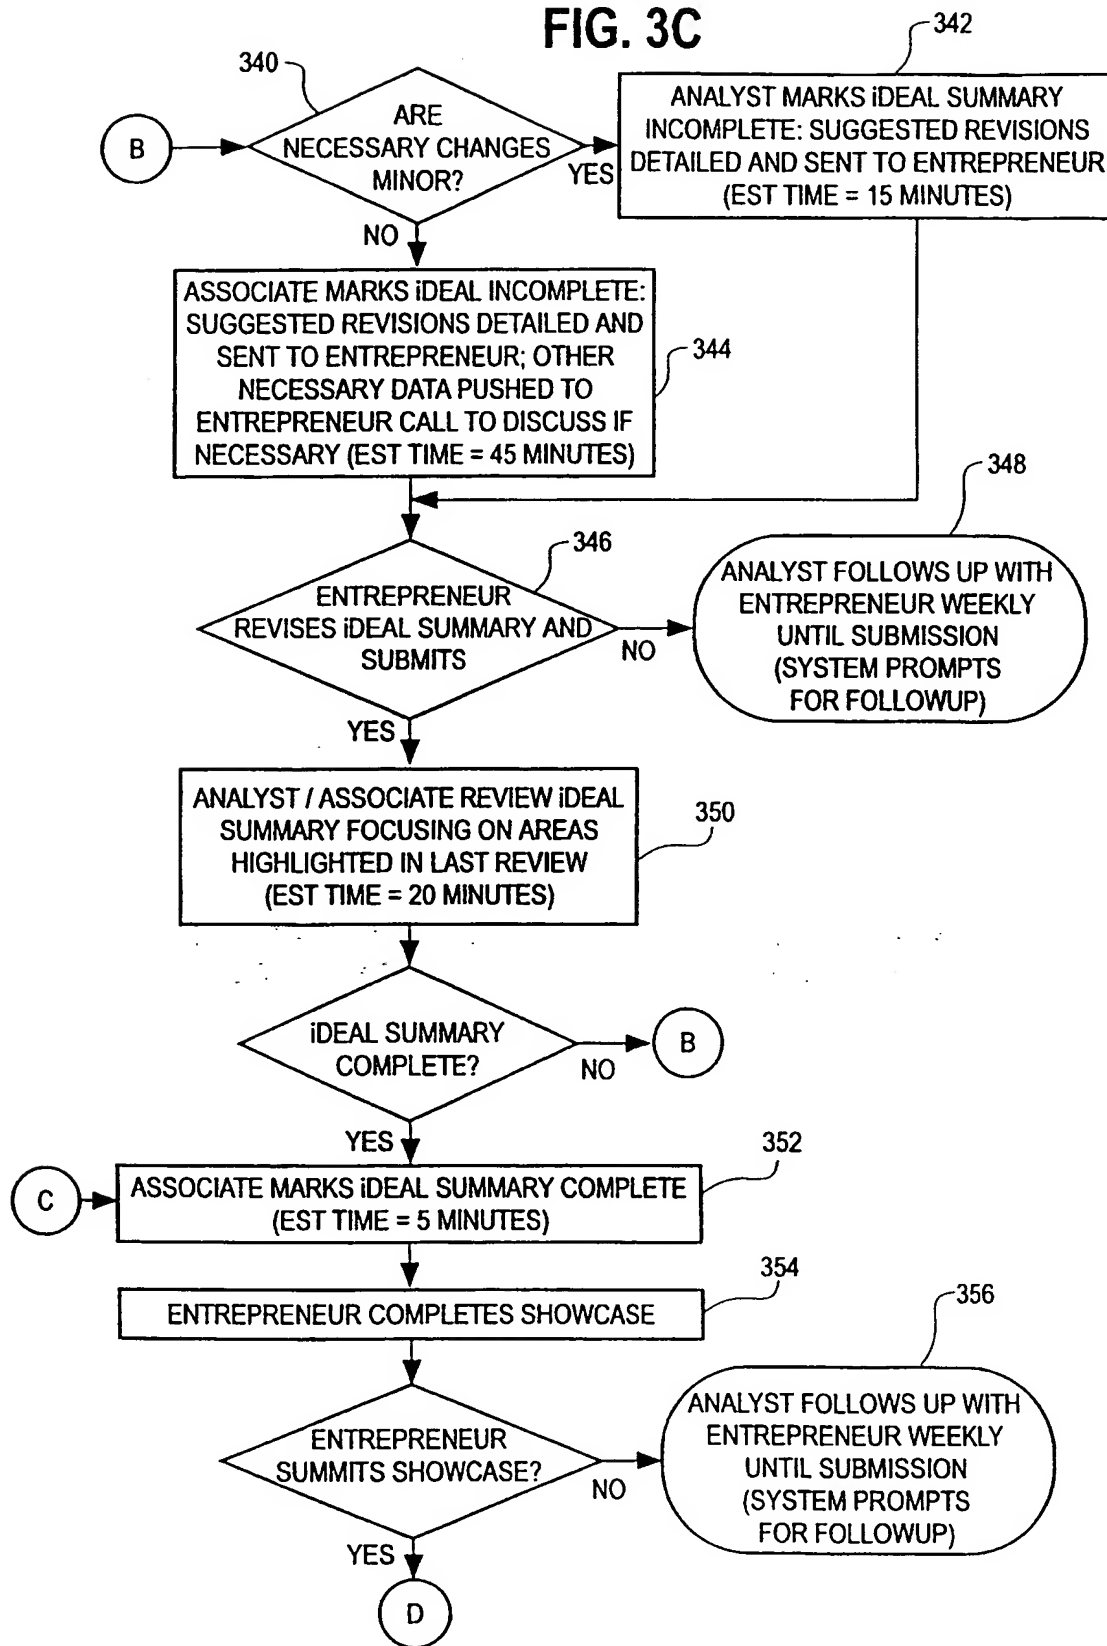 FIG. 3C
342
340
B
ARE
NECESSARY CHANGES
MINOR?
YES
NO
ANALYST MARKS iDEAL SUMMARY
INCOMPLETE: SUGGESTED REVISIONS
DETAILED AND SENT TO ENTREPRENEUR
(EST TIME = 15 MINUTES)
ASSOCIATE MARKS iDEAL INCOMPLETE:
SUGGESTED REVISIONS DETAILED AND
SENT TO ENTREPRENEUR; OTHER
NECESSARY DATA PUSHED TO
ENTREPRENEUR CALL TO DISCUSS IF
NECESSARY (EST TIME = 45 MINUTES)
344
346
ENTREPRENEUR
REVISES iDEAL SUMMARY AND
SUBMITS
NO
YES
348
ANALYST FOLLOWS UP WITH
ENTREPRENEUR WEEKLY
UNTIL SUBMISSION
(SYSTEM PROMPTS
FOR FOLLOWUP)
ANALYST / ASSOCIATE REVIEW iDEAL
SUMMARY FOCUSING ON AREAS
HIGHLIGHTED IN LAST REVIEW
(EST TIME = 20 MINUTES)
350
iDEAL SUMMARY
COMPLETE?
NO
B
YES
352
C
ASSOCIATE MARKS iDEAL SUMMARY COMPLETE
(EST TIME = 5 MINUTES)
354
ENTREPRENEUR COMPLETES SHOWCASE
356
ENTREPRENEUR
SUMMITS SHOWCASE?
NO
YES
ANALYST FOLLOWS UP WITH
ENTREPRENEUR WEEKLY
UNTIL SUBMISSION
(SYSTEM PROMPTS
FOR FOLLOWUP)
D